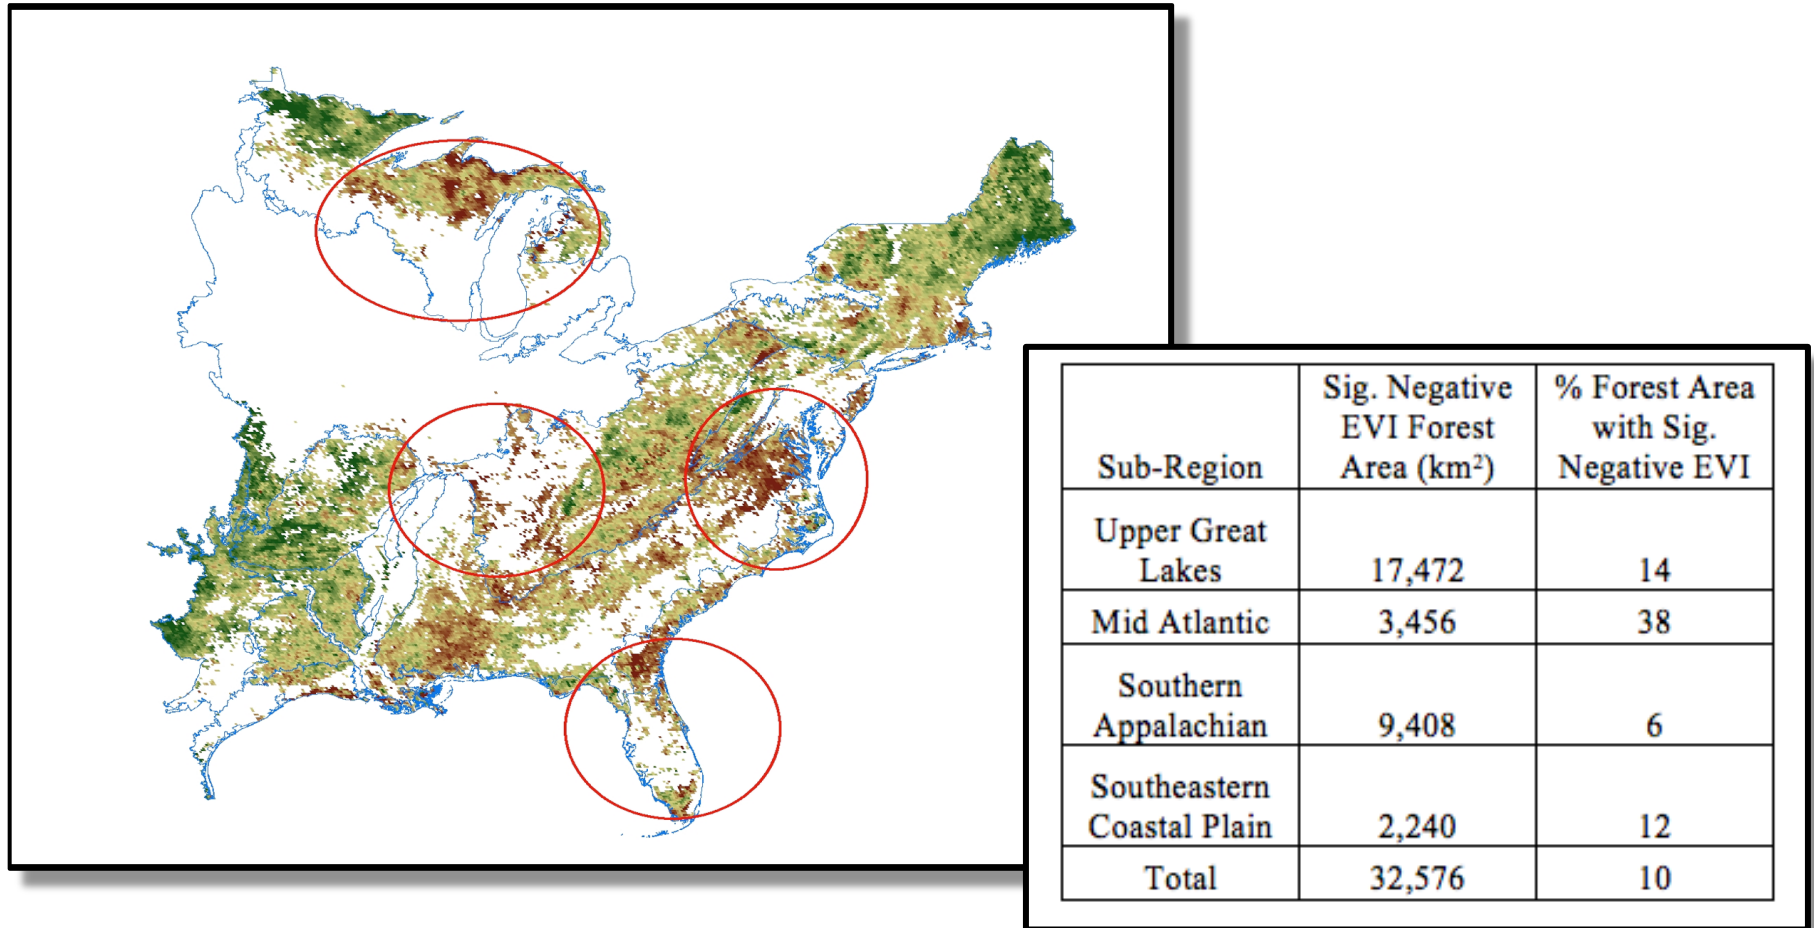 Sub-Region
Sig. Negative
EVI Forest
Area (km²)
% Forest Area
with Sig.
Negative EVI
Upper Great
Lakes
17,472
14
Mid Atlantic
3,456
38
Southern
Appalachian
9,408
6
Southeastern
Coastal Plain
2,240
12
Total
32,576
10